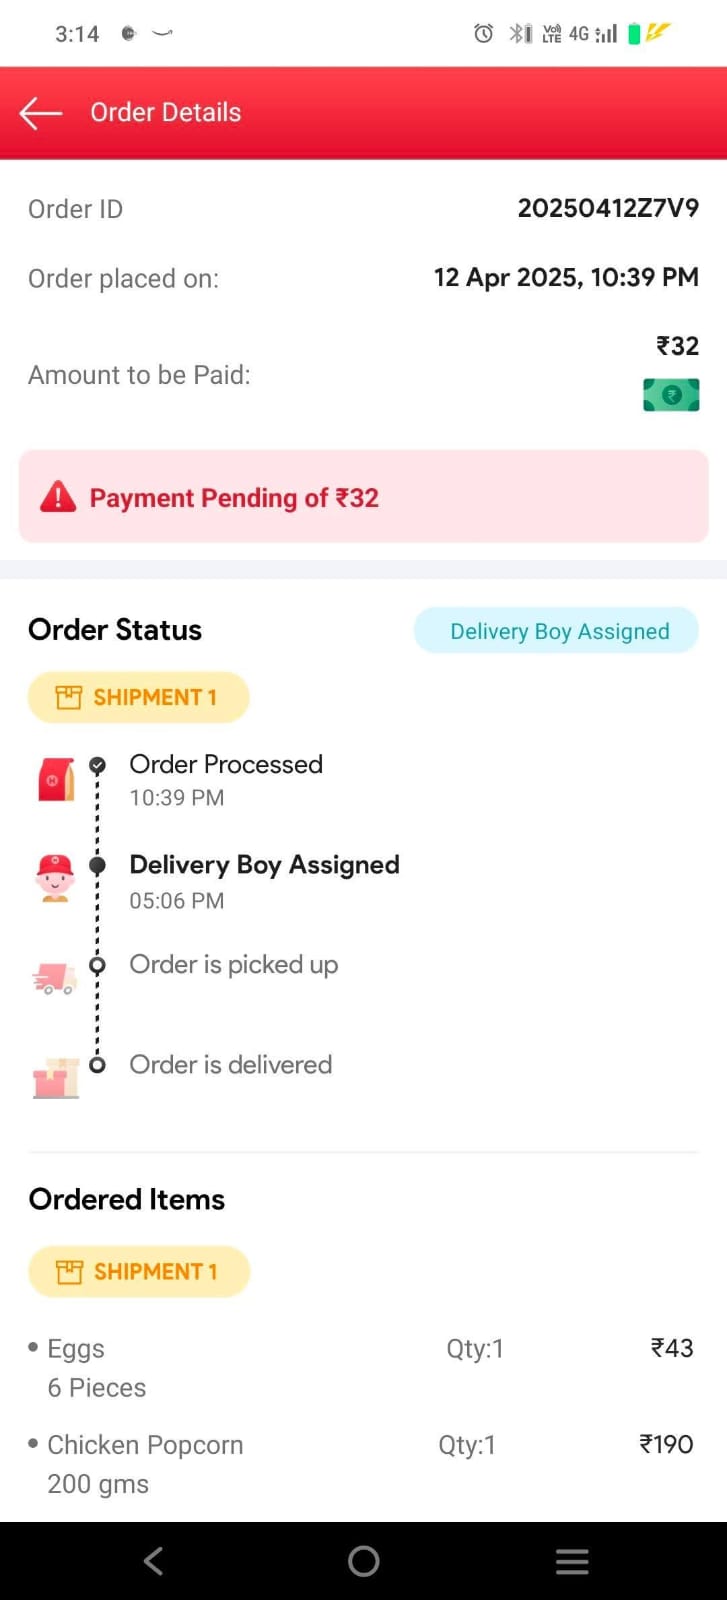 3:14 Vo) LTE 4G
Order Details
Order ID 20250412Z7V9
Order placed on: 12 Apr 2025, 10:39 PM
₹32
Amount to be Paid:
₹
Payment Pending of ₹32
Order Status Delivery Boy Assigned
SHIPMENT 1
Order Processed
10:39 PM
Delivery Boy Assigned
05:06 PM
Order is picked up
Order is delivered
Ordered Items
SHIPMENT 1
• Eggs Qty:1 ₹43
6 Pieces
• Chicken Popcorn Qty:1 ₹190
200 gms